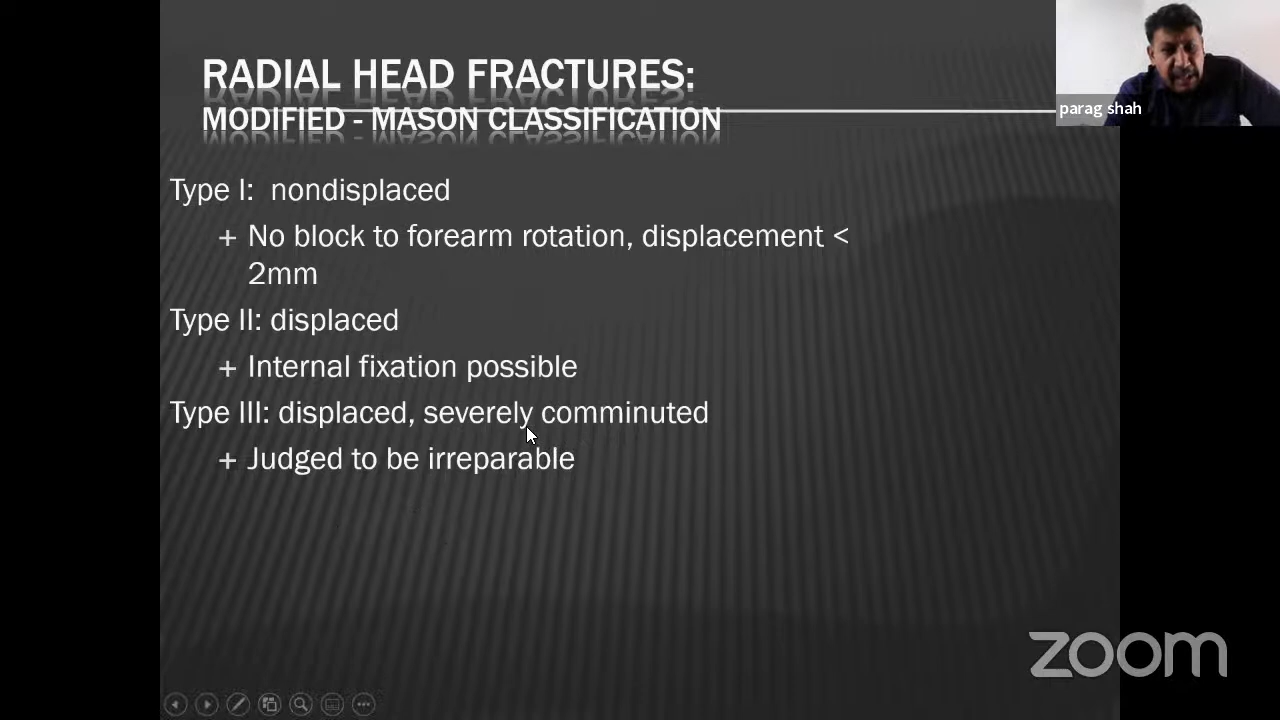 RADIAL HEAD FRACTURES:
MODIFIED - MASON CLASSIFICATION
parag shah
Type I:  nondisplaced
+ No block to forearm rotation, displacement <
2mm
Type II: displaced
+ Internal fixation possible
Type III: displaced, severely comminuted
+ Judged to be irreparable
zoom